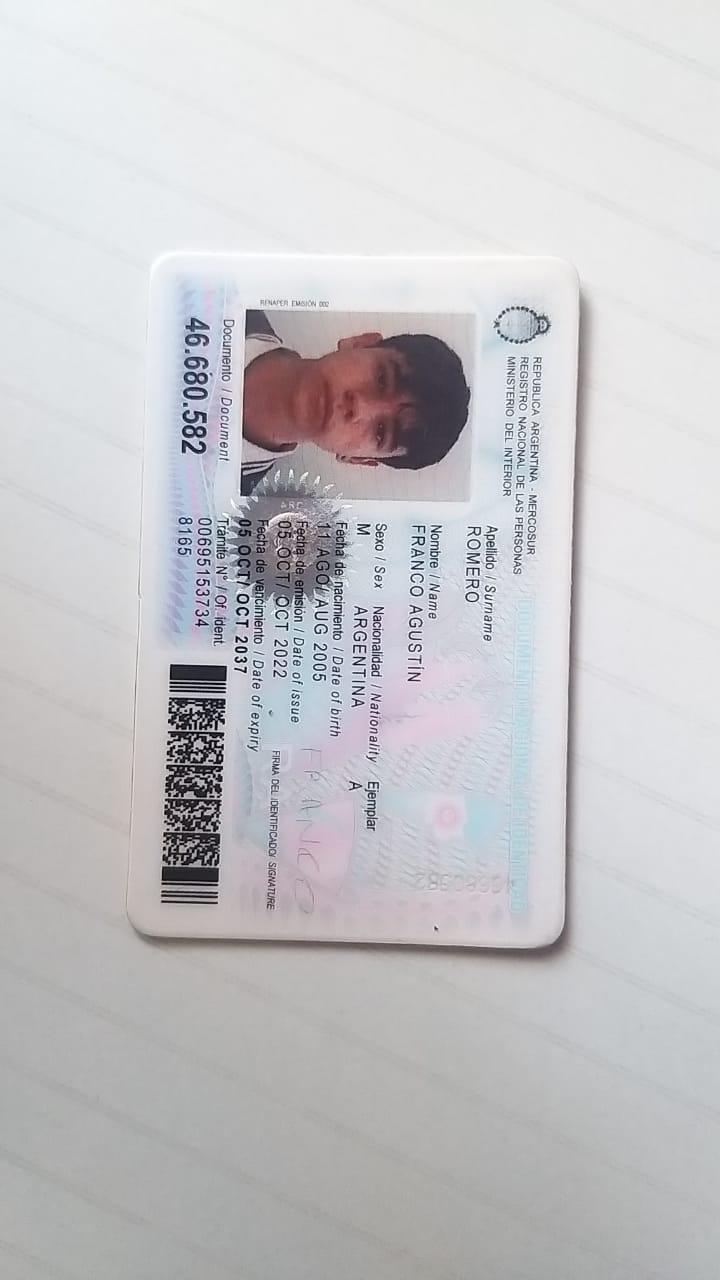 REPUBLICA ARGENTINA - MERCOSUR
REGISTRO NACIONAL DE LAS PERSONAS
MINISTERIO DEL INTERIOR
DOCUMENTO NACIONAL DE IDENTIDAD
Apellido / Surname
ROMERO
Nombre / Name
FRANCO AGUSTÍN
Sexo / Sex Nacionalidad / Nationality Ejemplar
M ARGENTINA A
Fecha de nacimiento / Date of birth
11 AGO/ AUG 2005
Fecha de emisión / Date of issue
05 OCT/ OCT 2022
Fecha de vencimiento / Date of expiry
05 OCT/ OCT 2037
FRANCO
FIRMA DEL IDENTIFICADO/ SIGNATURE
RENAPER EMISIÓN 002
Documento / Document
46.680.582
Trámite N° / Of. ident.
00695153734
8165
46680582